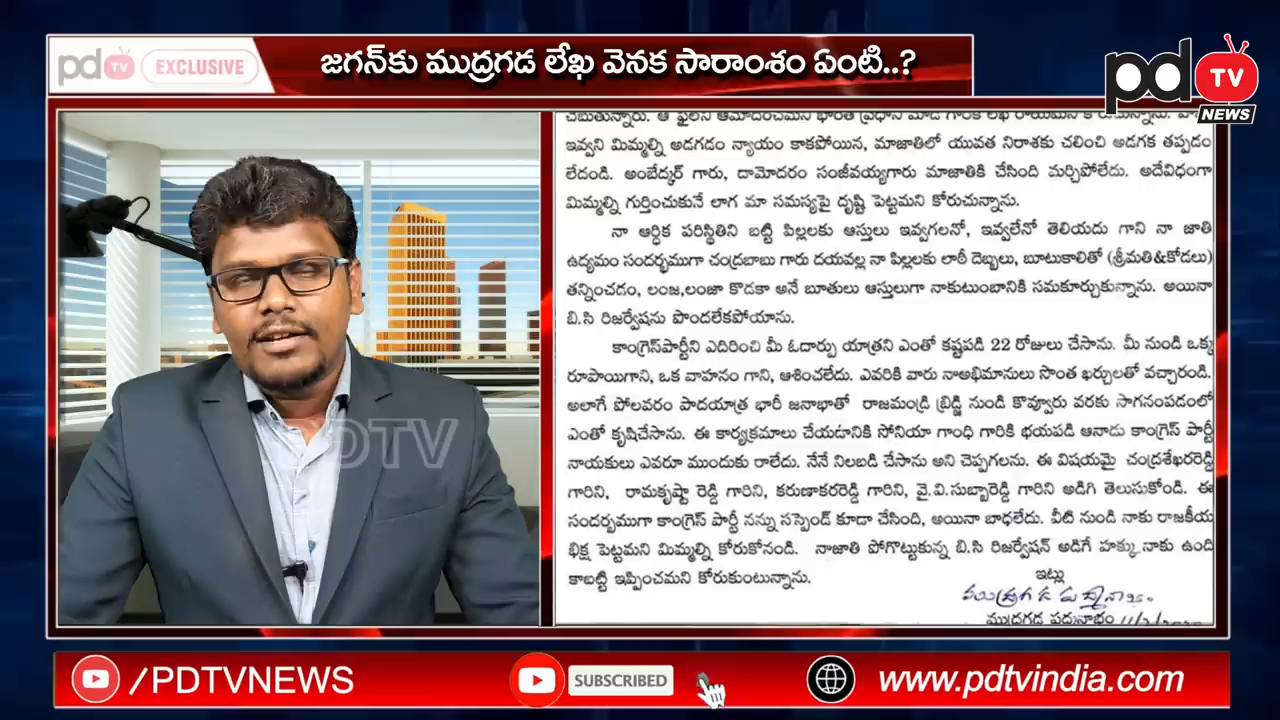 pd TV EXCLUSIVE
జగన్‌కు ముద్రగడ లేఖ వెనక సారాంశం ఏంటి..?
pd TV NEWS
ఇవ్వని మిమ్మల్ని అడగడం న్యాయం కాకపోయిన, మాజాతిలో యువత నిరాశకు చలించి అడగక తప్పడం
లేదండి. అంబేద్కర్ గారు, దామోదరం సంజీవయ్యగారు మాజాతికి చేసింది మర్చిపోలేదు. అదేవిధంగా
మిమ్మల్ని గుర్తించుకునే లాగ మా సమస్యపై దృష్టి పెట్టమని కోరుచున్నాను.
నా ఆర్ధిక పరిస్థితిని బట్టి పిల్లలకు ఆస్తులు ఇవ్వగలనో, ఇవ్వలేనో తెలియదు గాని నా జాతి
ఉద్యమం సందర్భముగా చంద్రబాబు గారు దయవల్ల నా పిల్లలకు లాఠీ దెబ్బలు, బూటుకాలితో (శ్రీమతి&కోడలు)
తన్నించడం, లంజ,లంజా కొడకా అనే బూతులు ఆస్తులుగా నాకుటుంబానికి సమకూర్చుకున్నాను. అయినా
బి.సి రిజర్వేషను పొందలేకపోయాను.
కాంగ్రెస్‌పార్టీని ఎదిరించి మీ ఓదార్పు యాత్రని ఎంతో కష్టపడి 22 రోజులు చేసాను. మీ నుండి ఒక్క
రూపాయిగాని, ఒక వాహనం గాని, ఆశించలేదు. ఎవరికి వారు నాఅభిమానులు సొంత ఖర్చులతో వచ్చారండి.
అలాగే పోలవరం పాదయాత్ర భారీ జనాభాతో రాజమండ్రి బ్రిడ్జి నుండి కొవ్వూరు వరకు సాగనంపడంలో
ఎంతో కృషిచేసాను. ఈ కార్యక్రమాలు చేయడానికి సోనియా గాంధి గారికి భయపడి ఆనాడు కాంగ్రెస్ పార్టీ
నాయకులు ఎవరూ ముందుకు రాలేదు. నేనే నిలబడి చేసాను అని చెప్పగలను. ఈ విషయమై చంద్రశేఖరరెడ్డి
గారిని, రామకృష్ణా రెడ్డి గారిని, కరుణాకరరెడ్డి గారిని, వై.వి.సుబ్బారెడ్డి గారిని అడిగి తెలుసుకోండి. ఈ
సందర్భముగా కాంగ్రెస్ పార్టీ నన్ను సస్పెండ్ కూడా చేసింది, అయినా బాధలేదు. వీటి నుండి నాకు రాజకీయ
భిక్ష పెట్టమని మిమ్మల్ని కోరుకోనండి. నాజాతి పోగొట్టుకున్న బి.సి రిజర్వేషన్ అడిగే హక్కు నాకు ఉంది
కాబట్టి ఇప్పించమని కోరుకుంటున్నాను.
ఇట్లు
ముద్రగడ పద్మనాభం
PDTV
/PDTVNEWS
SUBSCRIBED
www.pdtvindia.com